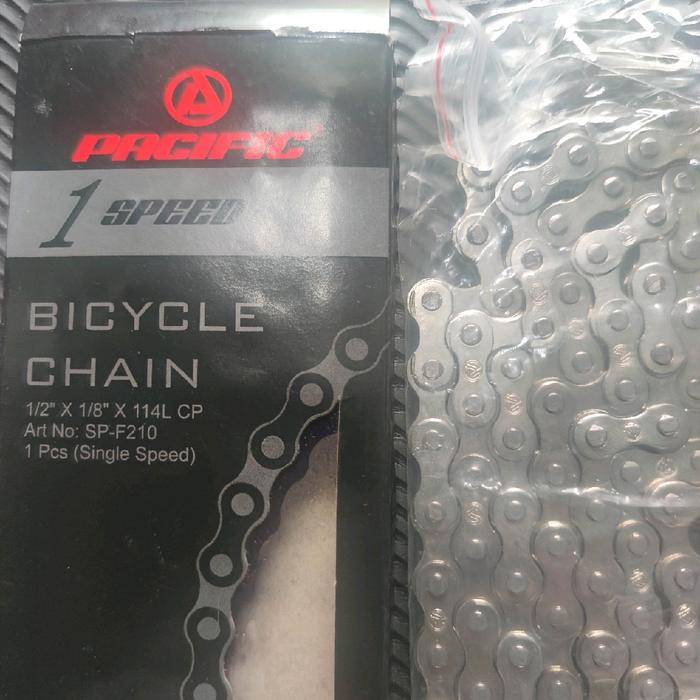 PACIFIC
1 SPEED
BICYCLE
CHAIN
1/2" X 1/8" X 114L CP
Art No: SP-F210
1 Pcs (Single Speed)